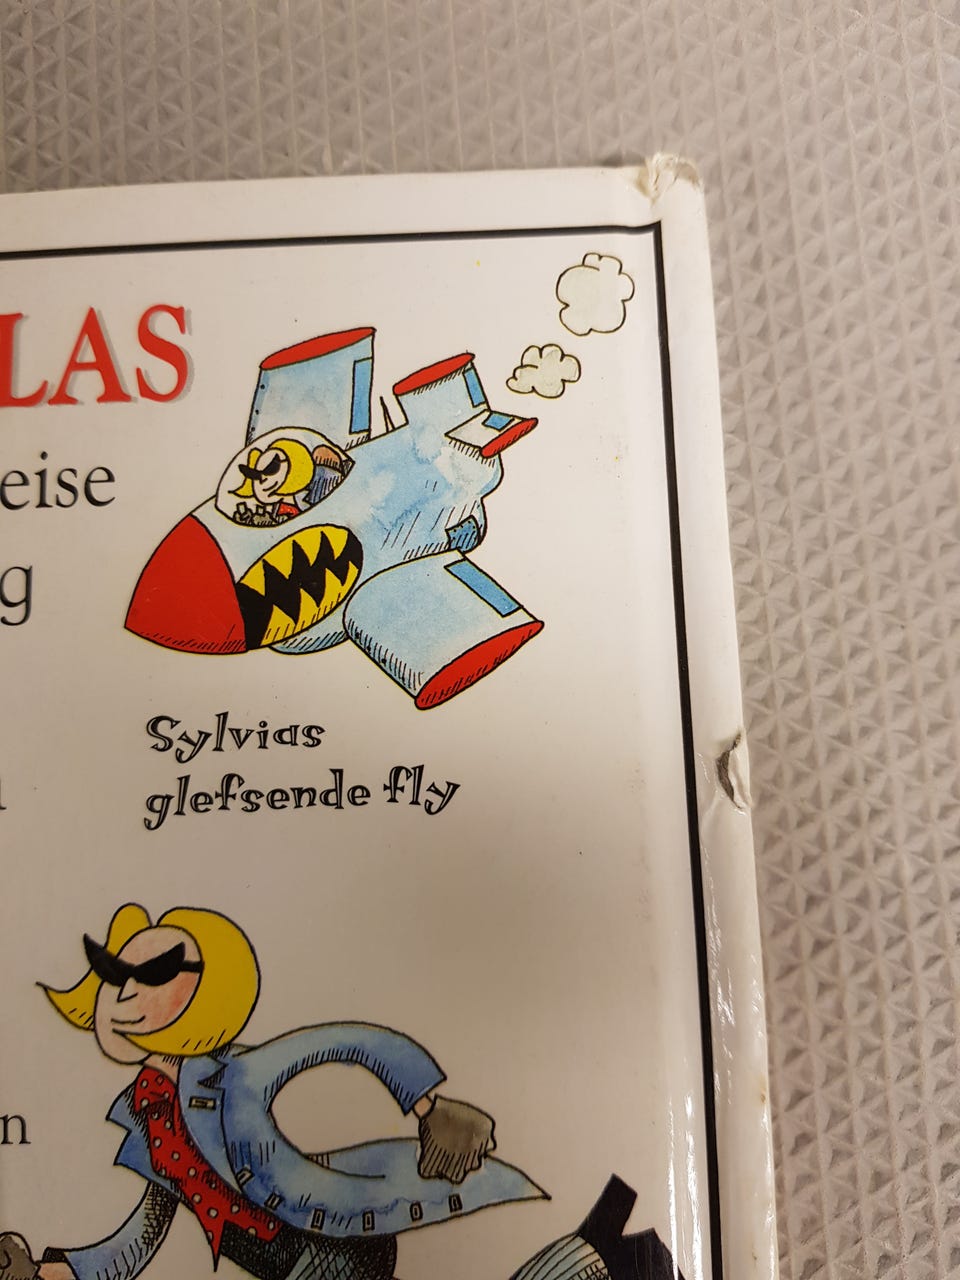 LAS
eise
g
Sylvias
glefsende fly
n